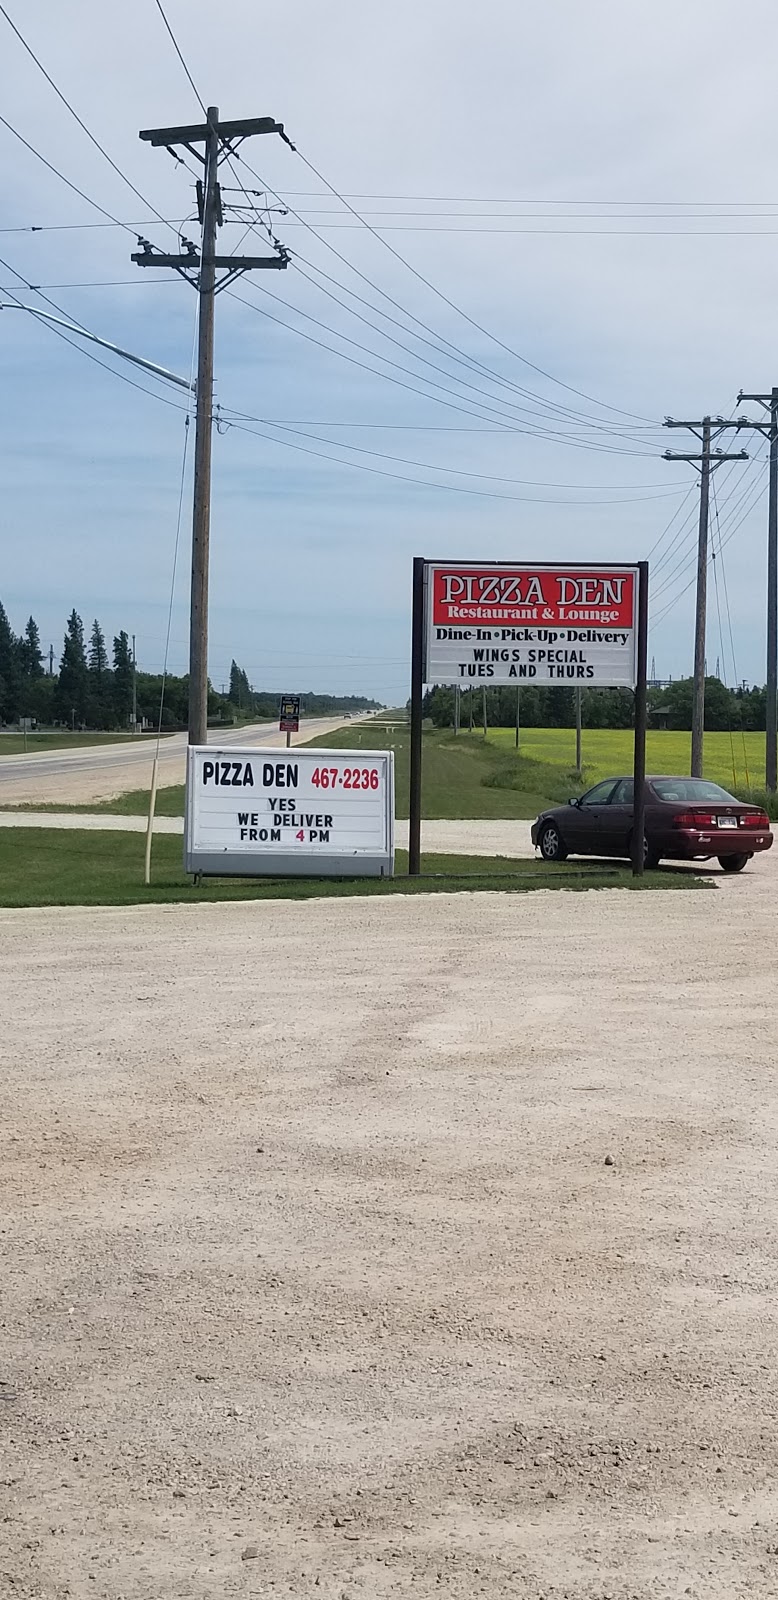 PIZZA DEN
Restaurant & Lounge
Dine-In • Pick-Up • Delivery
WINGS SPECIAL
TUES AND THURS
PIZZA DEN 467-2236
YES
WE DELIVER
FROM 4 PM